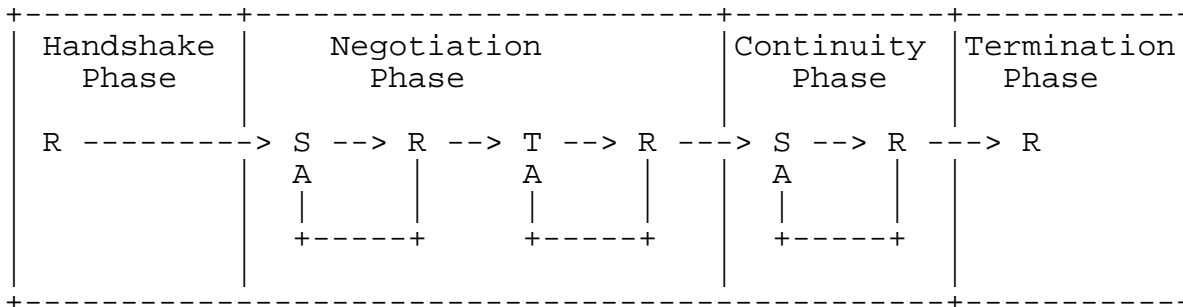 +-----------+-----------------------+-----------+-----------
| Handshake |    Negotiation        |Continuity |Termination
|   Phase   |      Phase            |   Phase   |  Phase
|           |                       |           |
| R ---------> S --> R --> T --> R ---> S --> R ---> R
|           |  A     |     A     |   |  A     |  |
|           |  |     |     |     |   |  |     |  |
|           |  +-----+     +-----+   |  +-----+  |
|           |                       |           |
+-----------------------------------------------+-----------